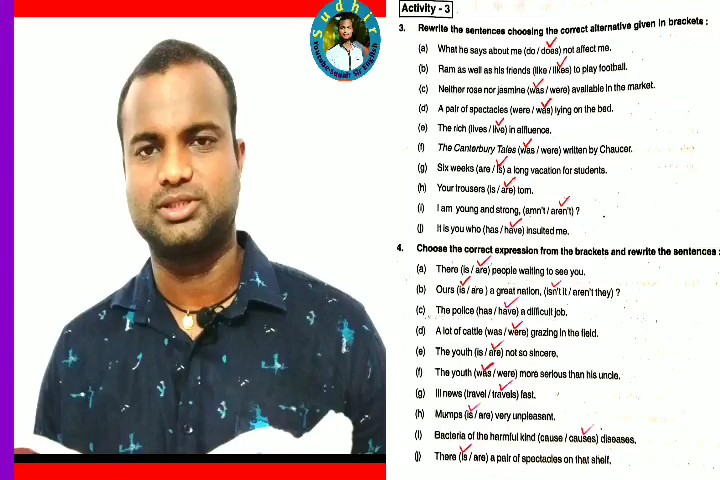 Sudhir
Youtube-sudhir Sir English
Activity - 3
3. Rewrite the sentences choosing the correct alternative given in brackets :
(a) What he says about me (do / does) not affect me.
(b) Ram as well as his friends (like / likes) to play football.
(c) Neither rose nor jasmine (was / were) available in the market.
(d) A pair of spectacles (were / was) lying on the bed.
(e) The rich (lives / live) in affluence.
(f) The Canterbury Tales (was / were) written by Chaucer.
(g) Six weeks (are / is) a long vacation for students.
(h) Your trousers (is / are) torn.
(i) I am young and strong, (amn't / aren't) ?
(j) It is you who (has / have) insulted me.
4. Choose the correct expression from the brackets and rewrite the sentences :
(a) There (is / are) people waiting to see you.
(b) Ours (is / are ) a great nation, (isn't it / aren't they) ?
(c) The police (has / have) a difficult job.
(d) A lot of cattle (was / were) grazing in the field.
(e) The youth (is / are) not so sincere.
(f) The youth (was / were) more serious than his uncle.
(g) Ill news (travel / travels) fast.
(h) Mumps (is / are) very unpleasant.
(i) Bacteria of the harmful kind (cause / causes) diseases.
(j) There (is / are) a pair of spectacles on that shelf.